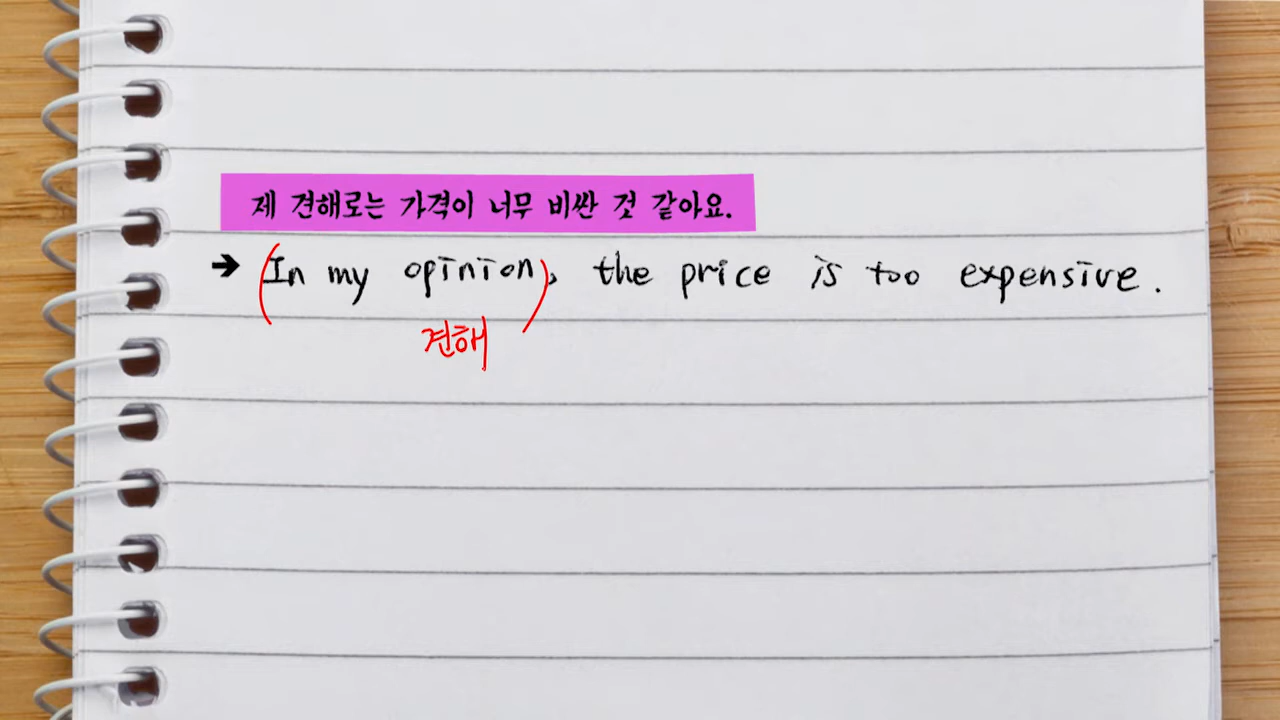 제 견해로는 가격이 너무 비싼 것 같아요.
➔ (In my opinion), the price is too expensive.
견해